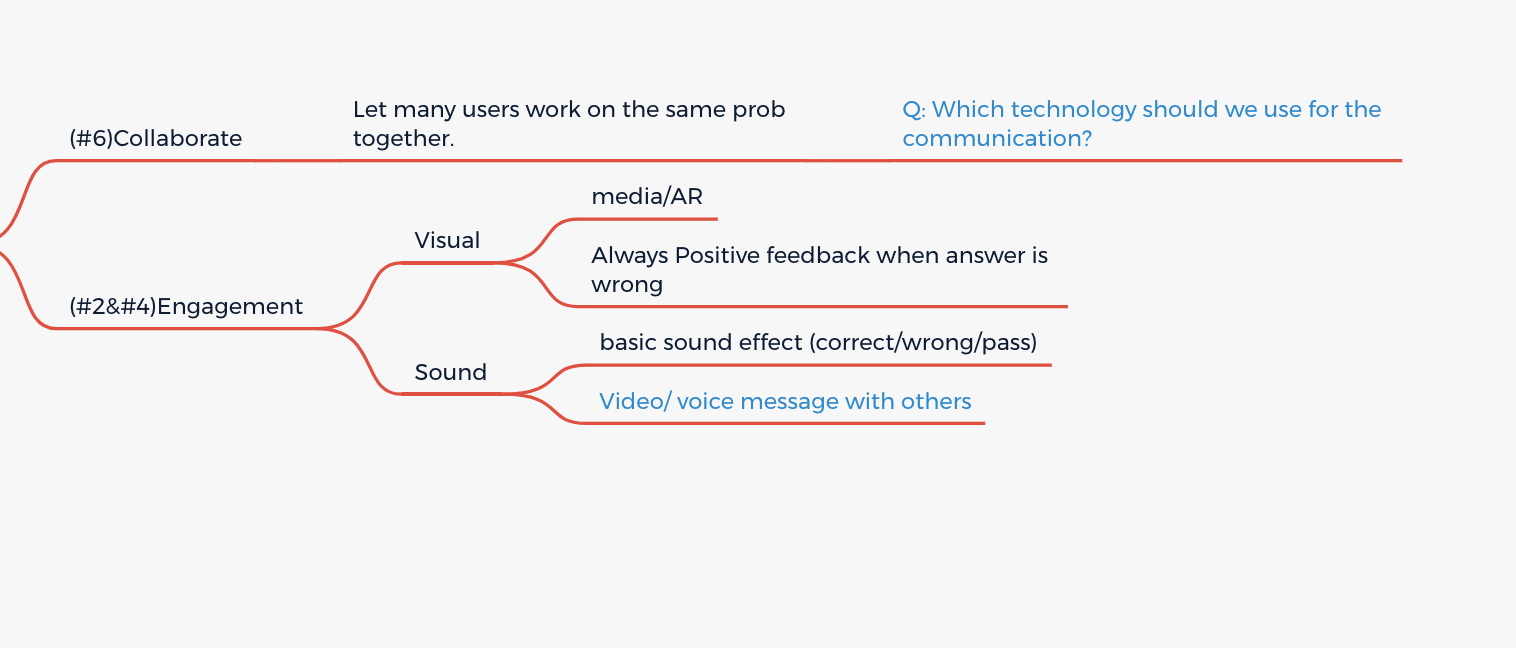 (#6)Collaborate
Let many users work on the same prob
together.
Q: Which technology should we use for the
communication?
(#2&#4)Engagement
Visual
media/AR
Always Positive feedback when answer is
wrong
Sound
basic sound effect (correct/wrong/pass)
Video/ voice message with others